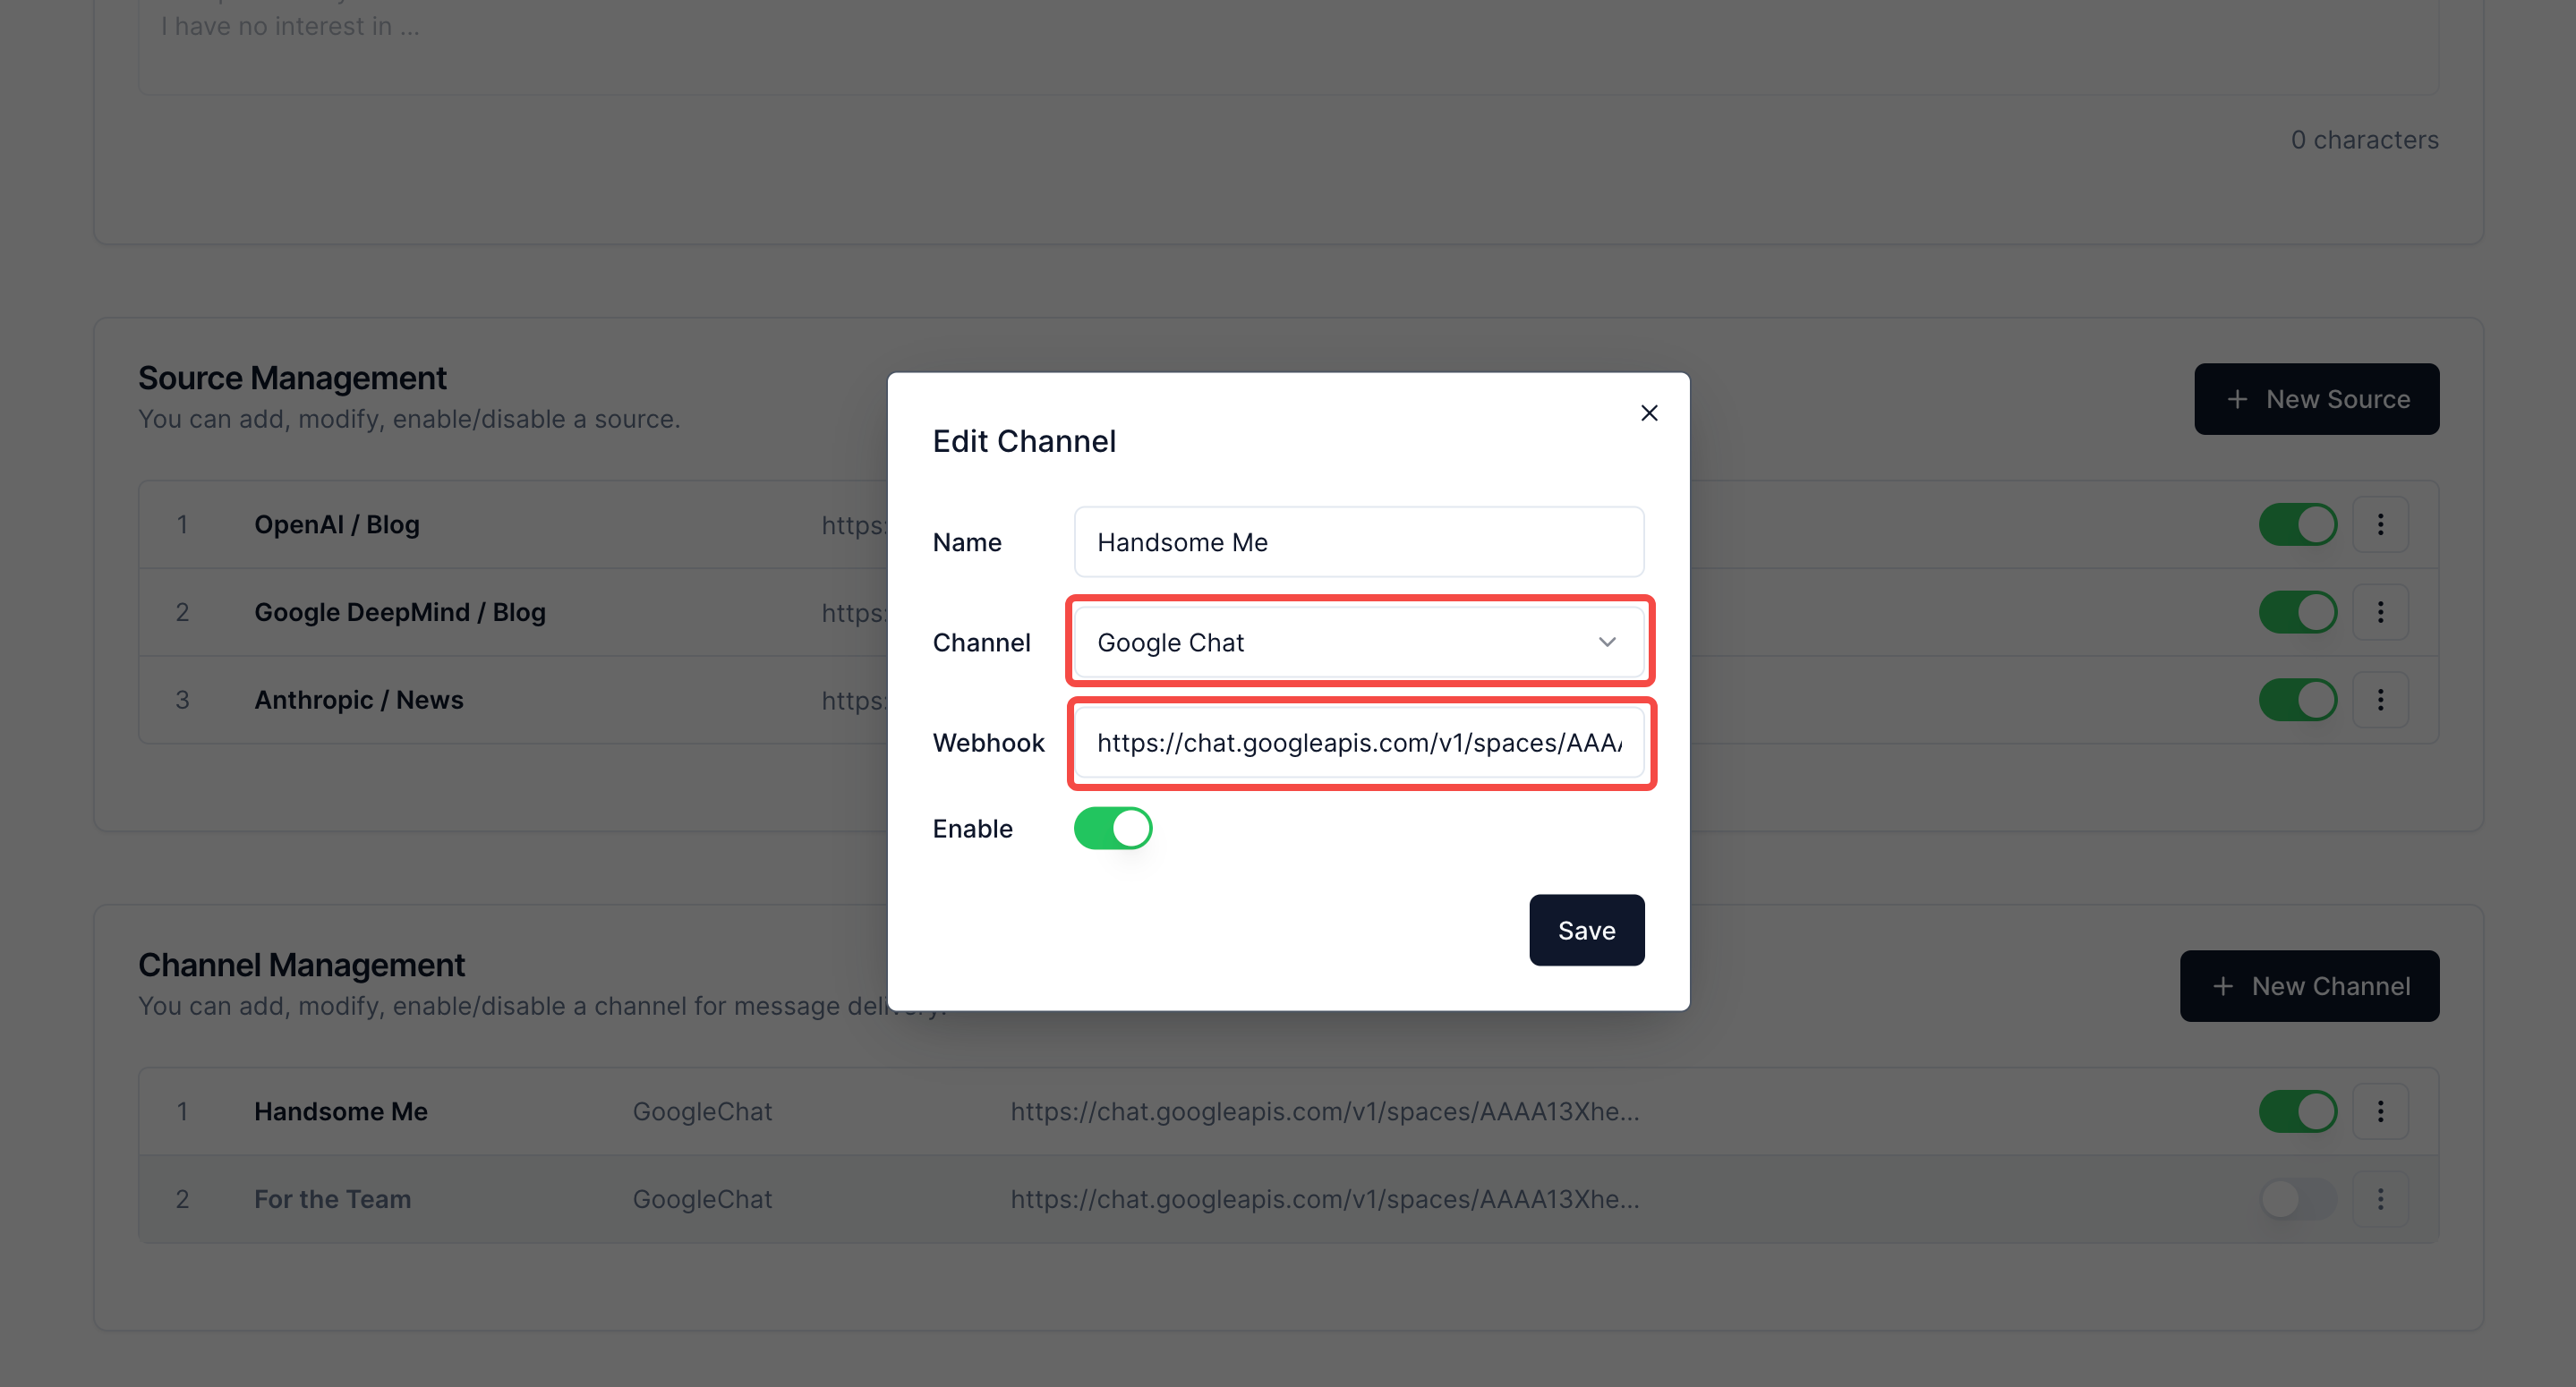 I have no interest in ...
0 characters
Source Management
You can add, modify, enable/disable a source.
+ New Source
1 OpenAI / Blog https:
2 Google DeepMind / Blog https:
3 Anthropic / News https:
Edit Channel
Name Handsome Me
Channel Google Chat
Webhook https://chat.googleapis.com/v1/spaces/AAAA
Enable
Save
Channel Management
You can add, modify, enable/disable a channel for message delivery.
+ New Channel
1 Handsome Me GoogleChat https://chat.googleapis.com/v1/spaces/AAAA13Xhe...
2 For the Team GoogleChat https://chat.googleapis.com/v1/spaces/AAAA13Xhe...